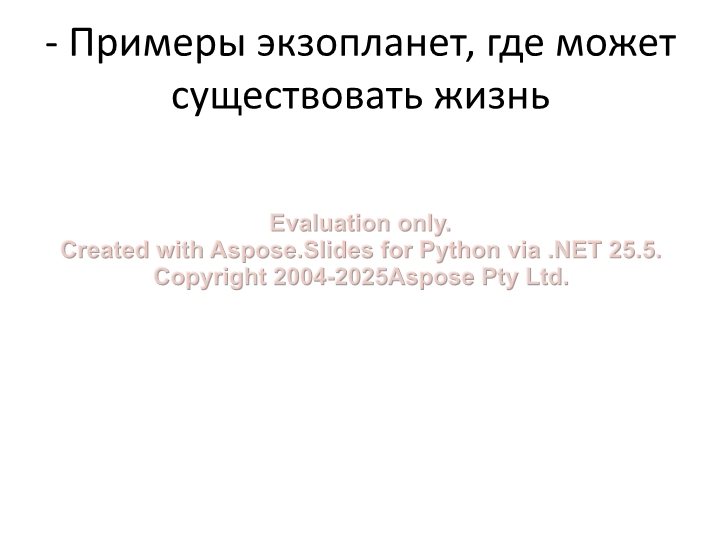 - Примеры экзопланет, где может
существовать жизнь
Evaluation only.
Created with Aspose.Slides for Python via .NET 25.5.
Copyright 2004-2025Aspose Pty Ltd.